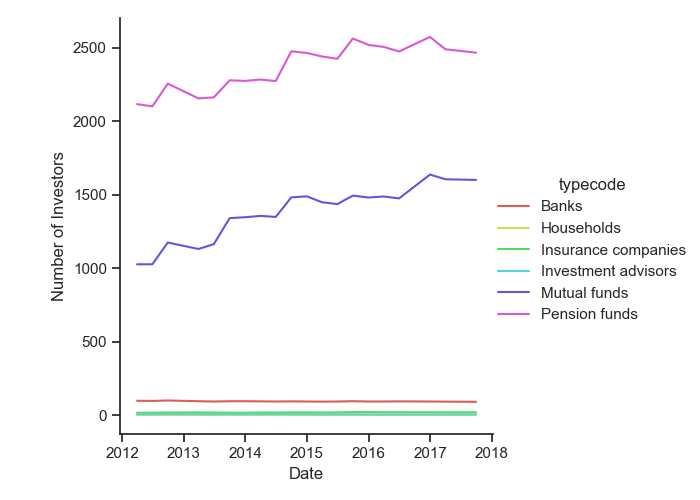 2500
2000
1500
1000
500
0
Number of Investors
2012 2013 2014 2015 2016 2017 2018
Date
typecode
Banks
Households
Insurance companies
Investment advisors
Mutual funds
Pension funds